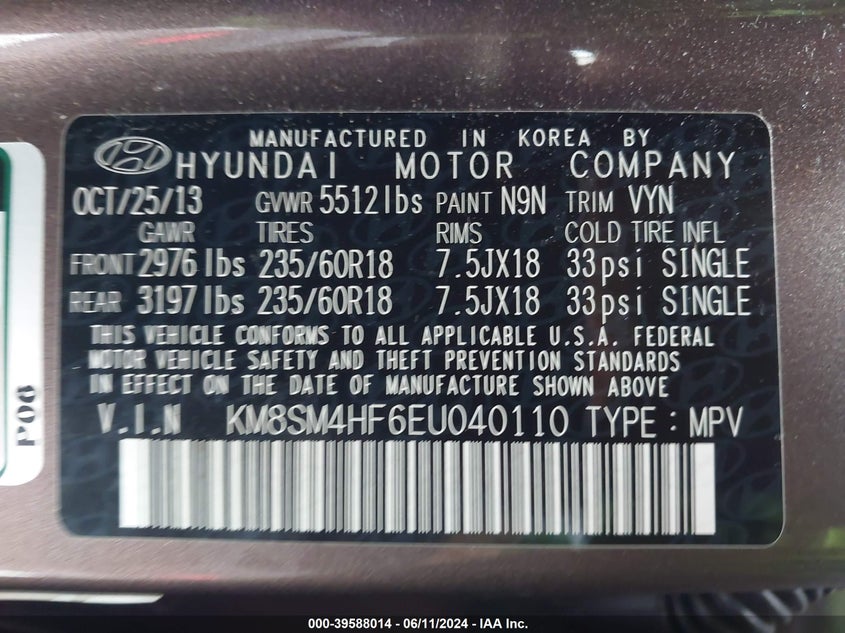 MANUFACTURED IN KOREA BY
HYUNDAI MOTOR COMPANY
OCT/25/13 GVWR 5512lbs PAINT N9N TRIM VYN
GAWR TIRES RIMS COLD TIRE INFL
FRONT 2976 lbs 235/60R18 7.5JX18 33psi SINGLE
REAR 3197 lbs 235/60R18 7.5JX18 33psi SINGLE
THIS VEHICLE CONFORMS TO ALL APPLICABLE U.S.A. FEDERAL
MOTOR VEHICLE SAFETY AND THEFT PREVENTION STANDARDS
IN EFFECT ON THE DATE OF MANUFACTURE SHOWN ABOVE
V.I.N KM8SM4HF6EU040110 TYPE : MPV
P06
000-39588014 - 06/11/2024 - IAA Inc.